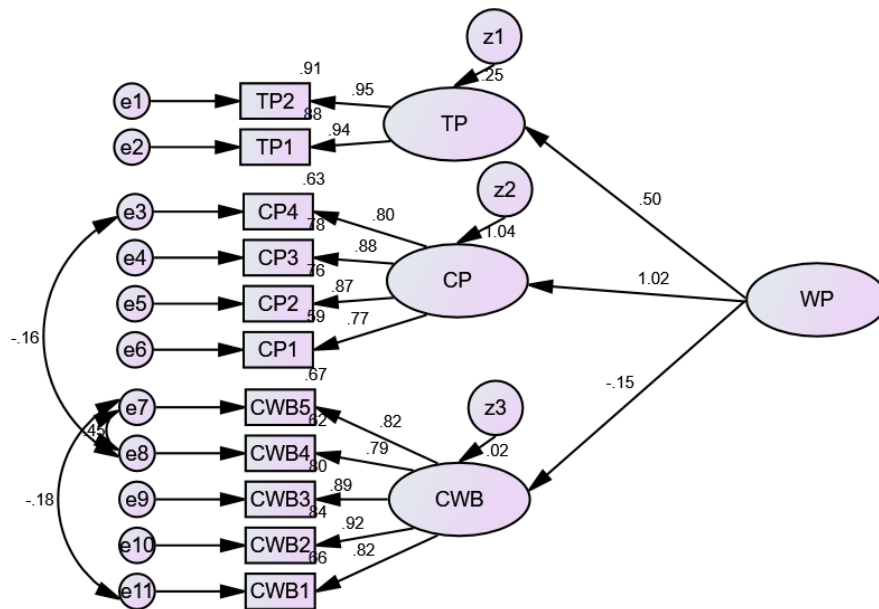 z1
.91
.25
e1
TP2
.95
TP
.88
e2
TP1
.94
.63
z2
.50
e3
CP4
.80
.78
1.04
e4
CP3
.88
CP
1.02
WP
.76
e5
CP2
.87
.59
e6
CP1
.77
-.16
.67
-.15
e7
CWB5
.82
z3
.62
.45
e8
CWB4
.79
.02
.80
e9
CWB3
.89
CWB
-.18
.84
e10
CWB2
.92
.66
e11
CWB1
.82